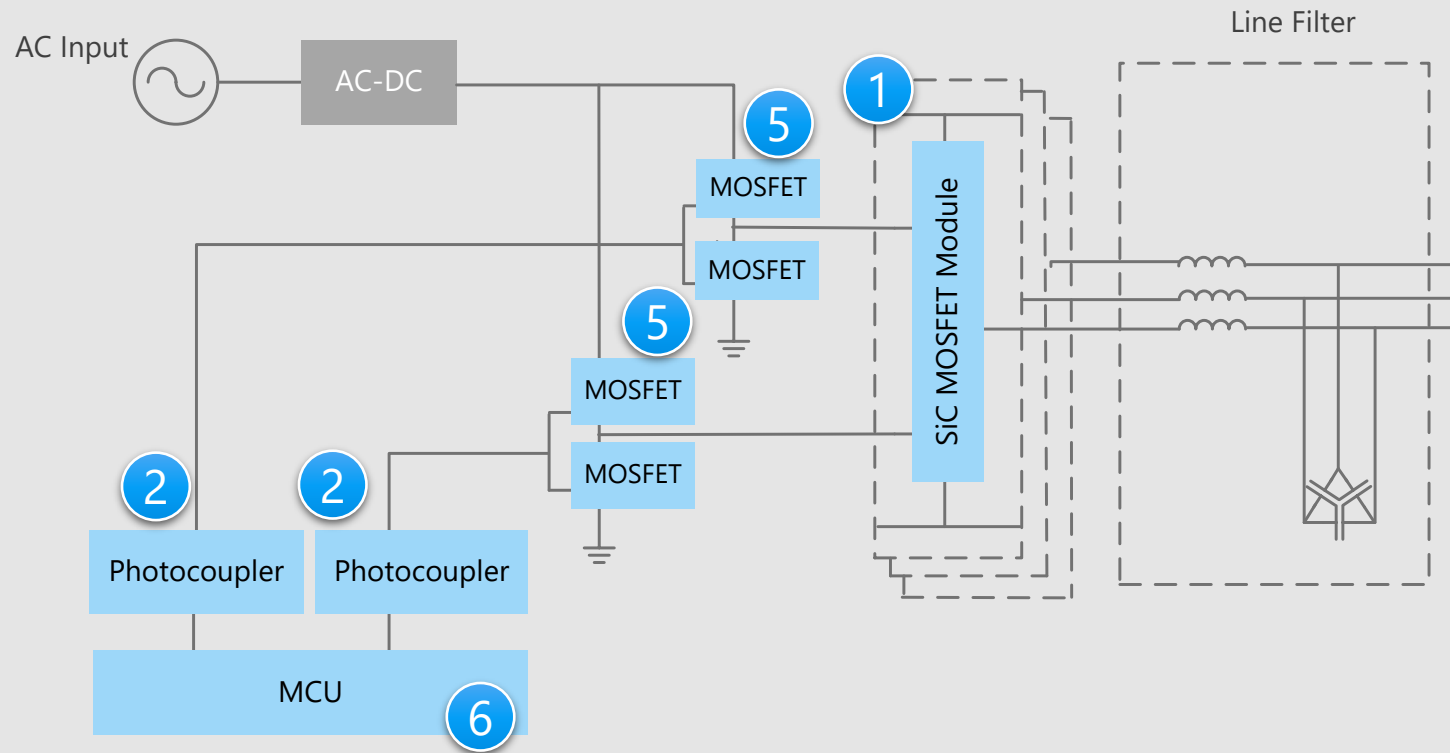 Line Filter
AC Input
AC-DC
1
5
MOSFET
MOSFET
SiC MOSFET Module
5
MOSFET
MOSFET
2
2
Photocoupler
Photocoupler
MCU
6